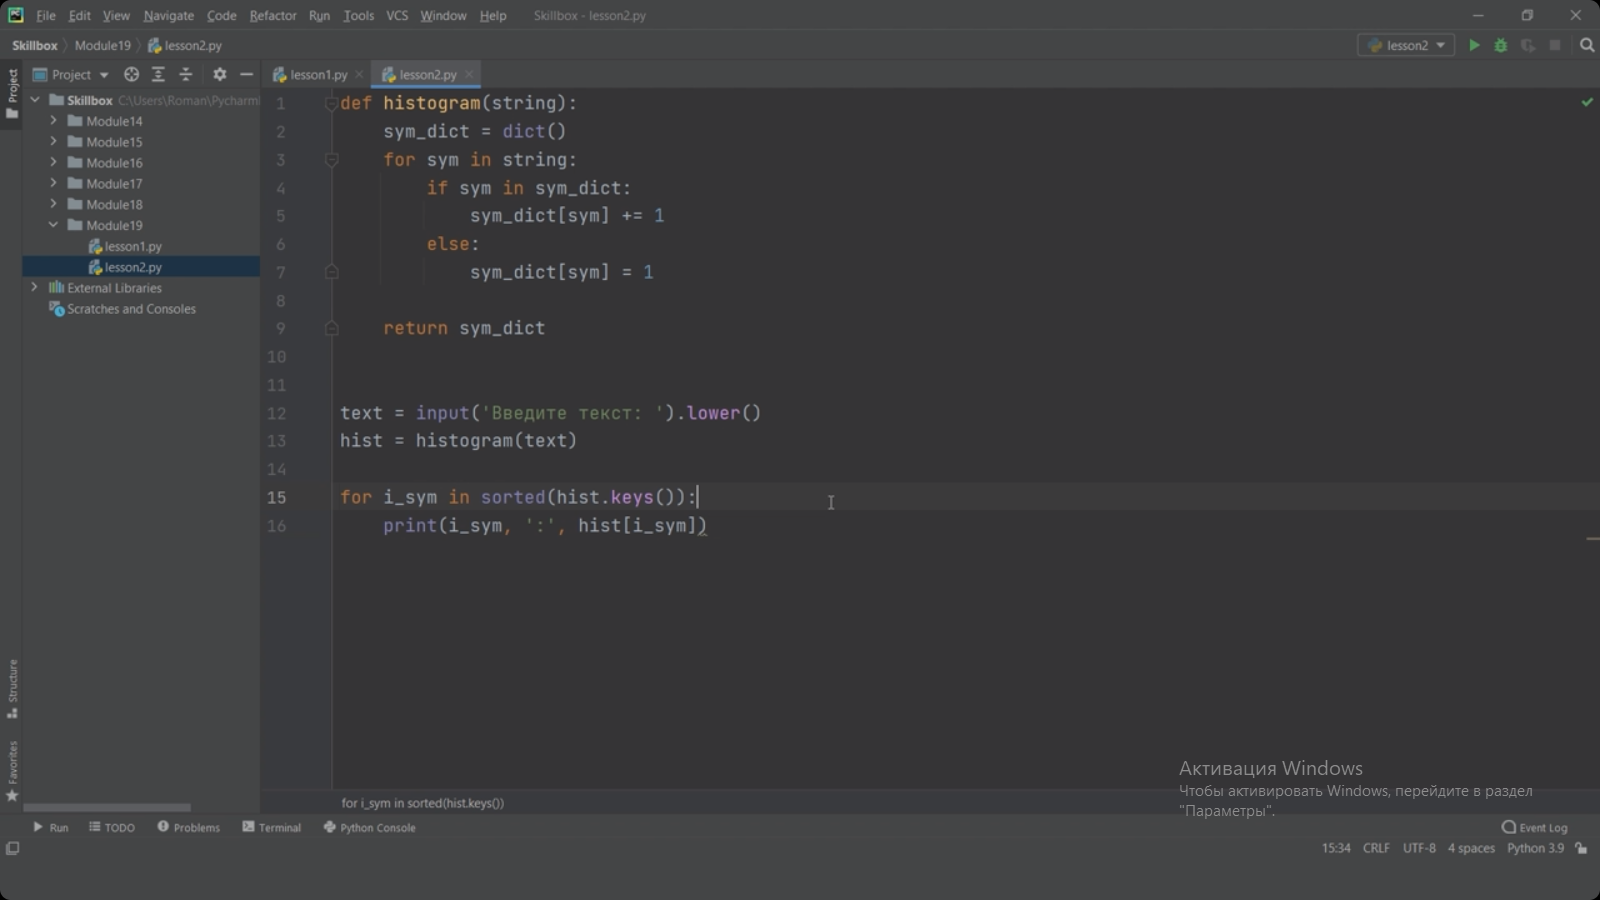 File Edit View Navigate Code Refactor Run Tools VCS Window Help Skillbox - lesson2.py
Skillbox Module19 lesson2.py lesson2
Project lesson1.py lesson2.py
Project
Skillbox C:\Users\Roman\Pycharm
Module14
Module15
Module16
Module17
Module18
Module19
lesson1.py
lesson2.py
External Libraries
Scratches and Consoles
1 def histogram(string):
2 sym_dict = dict()
3 for sym in string:
4 if sym in sym_dict:
5 sym_dict[sym] += 1
6 else:
7 sym_dict[sym] = 1
8
9 return sym_dict
10
11
12 text = input('Введите текст: ').lower()
13 hist = histogram(text)
14
15 for i_sym in sorted(hist.keys()):
16 print(i_sym, ':', hist[i_sym])
Structure
Favorites
Активация Windows
Чтобы активировать Windows, перейдите в раздел
"Параметры".
for i_sym in sorted(hist.keys())
Run TODO Problems Terminal Python Console Event Log
15:34 CRLF UTF-8 4 spaces Python 3.9